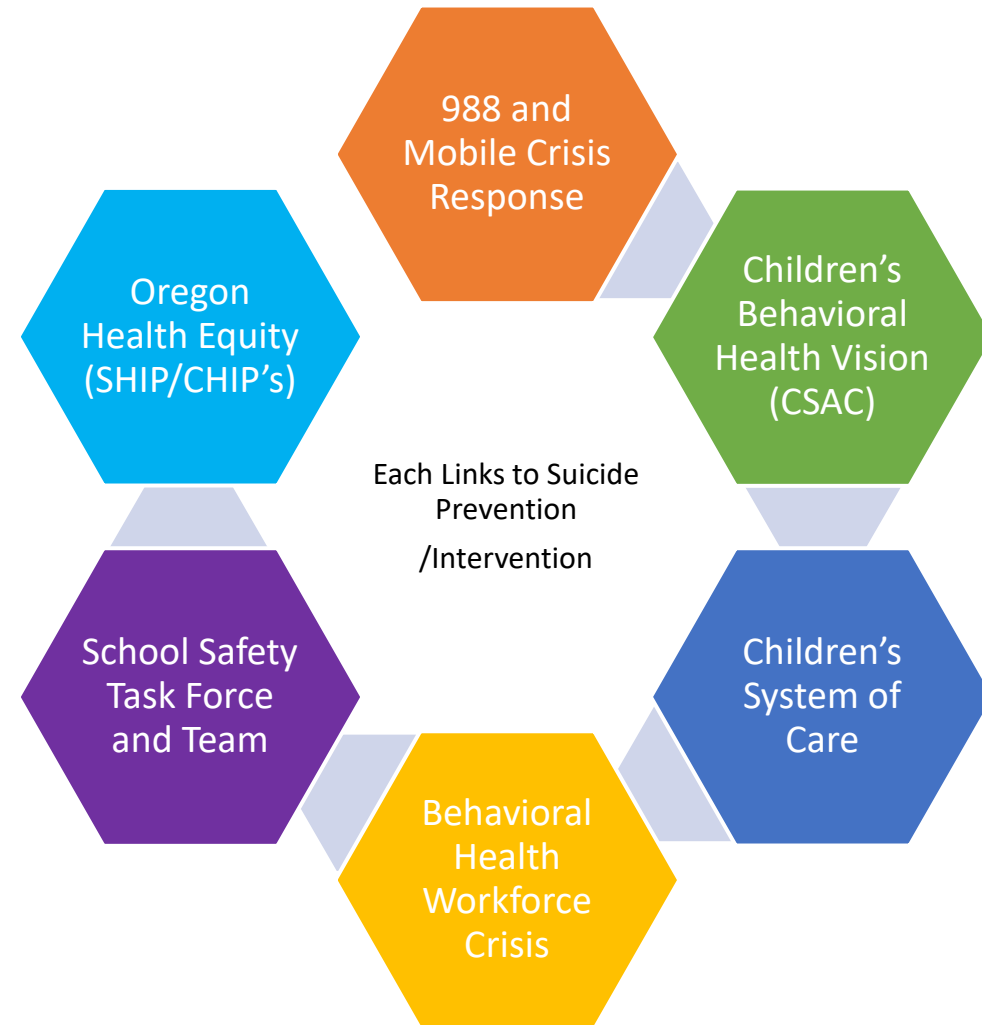 988 and
Mobile Crisis
Response
Children’s
Behavioral
Health Vision
(CSAC)
Children’s
System of
Care
Behavioral
Health
Workforce
Crisis
School Safety
Task Force
and Team
Oregon
Health Equity
(SHIP/CHIP’s)
Each Links to Suicide
Prevention
/Intervention